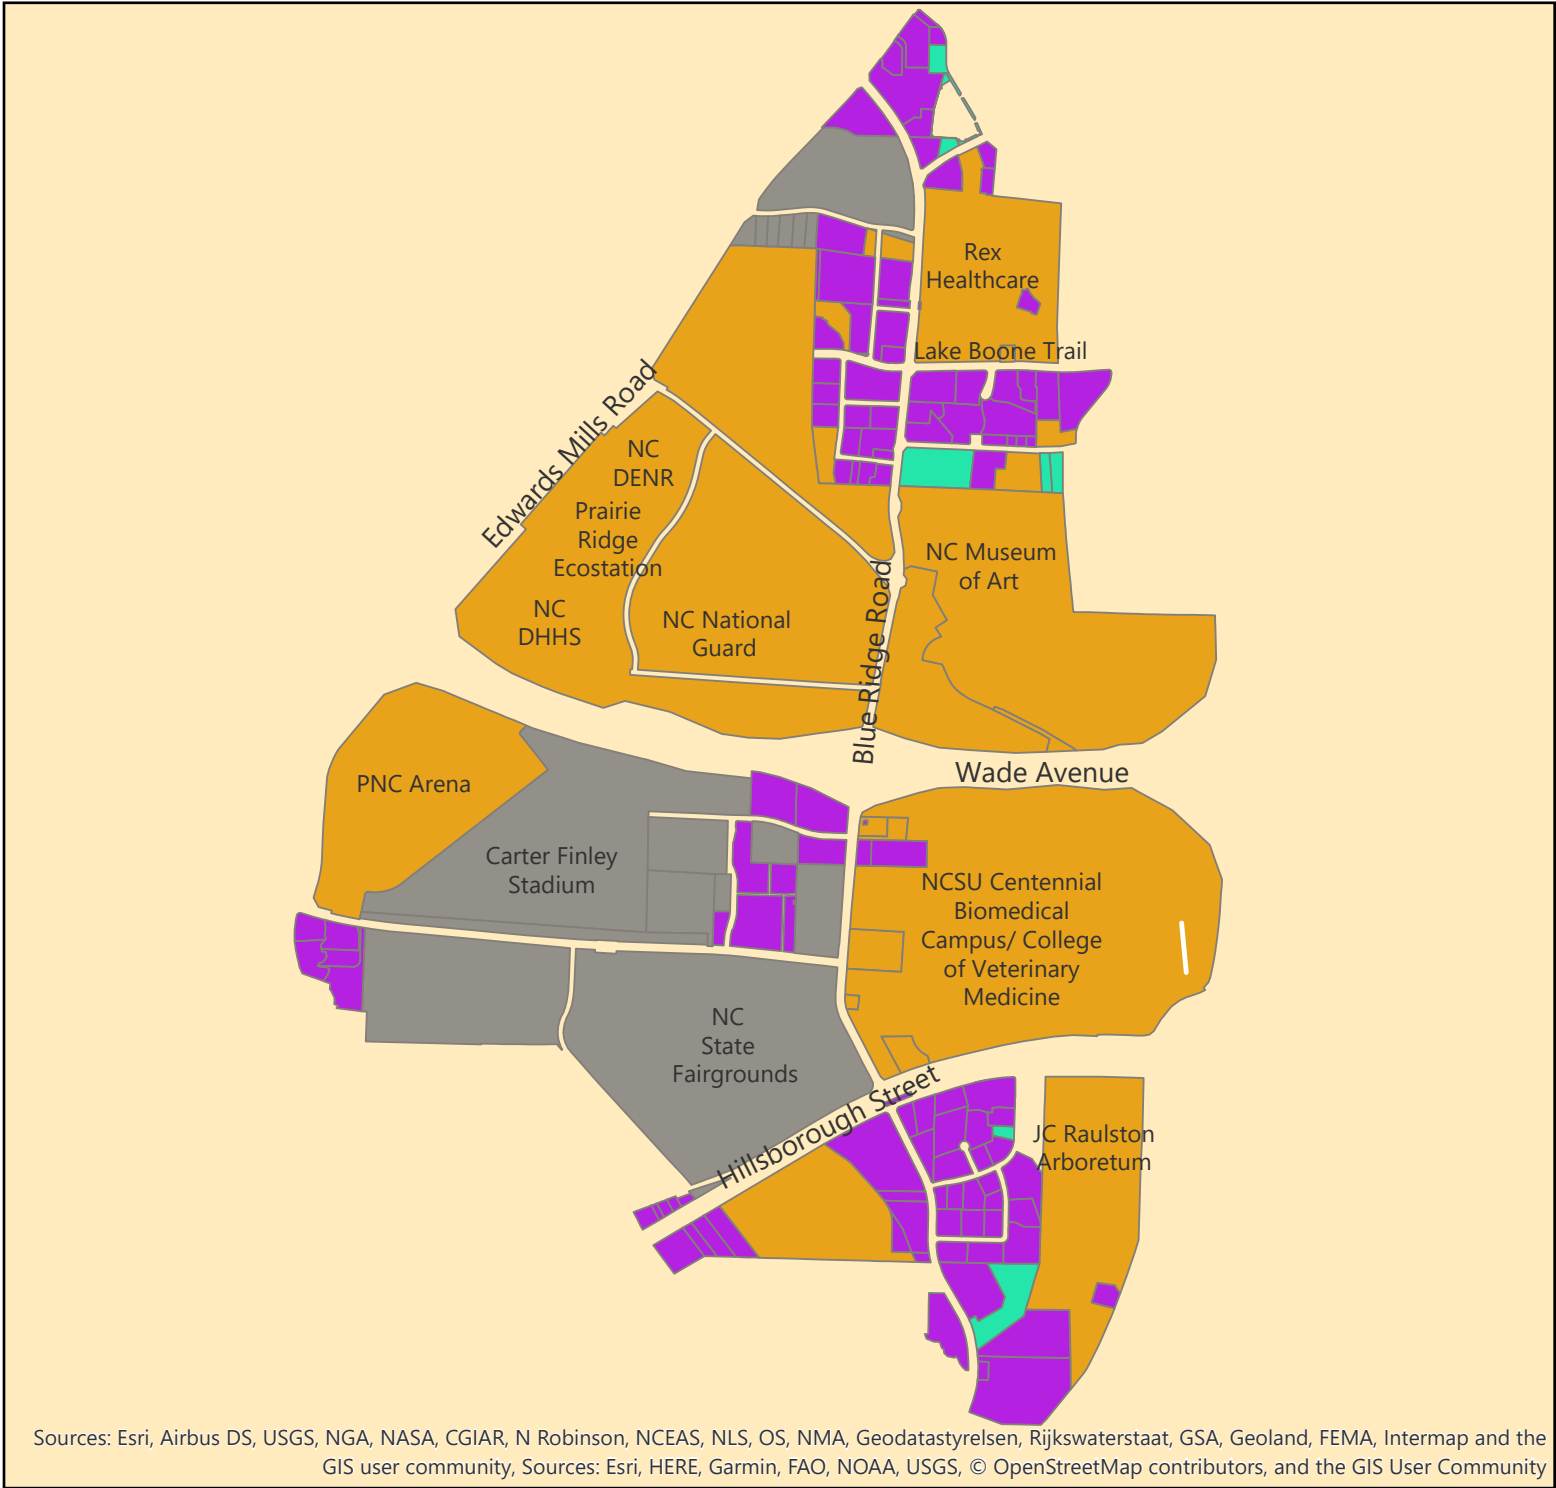 Rex
Healthcare
Lake Boone Trail
Edwards Mills Road
NC
DENR
Prairie
Ridge
Ecostation
NC
DHHS
NC National
Guard
NC Museum
of Art
Blue Ridge Road
Wade Avenue
PNC Arena
Carter Finley
Stadium
NCSU Centennial
Biomedical
Campus/ College
of Veterinary
Medicine
NC
State
Fairgrounds
Hillsborough Street
JC Raulston
Arboretum
Sources: Esri, Airbus DS, USGS, NGA, NASA, CGIAR, N Robinson, NCEAS, NLS, OS, NMA, Geodatastyrelsen, Rijkswaterstaat, GSA, Geoland, FEMA, Intermap and the
GIS user community, Sources: Esri, HERE, Garmin, FAO, NOAA, USGS, © OpenStreetMap contributors, and the GIS User Community